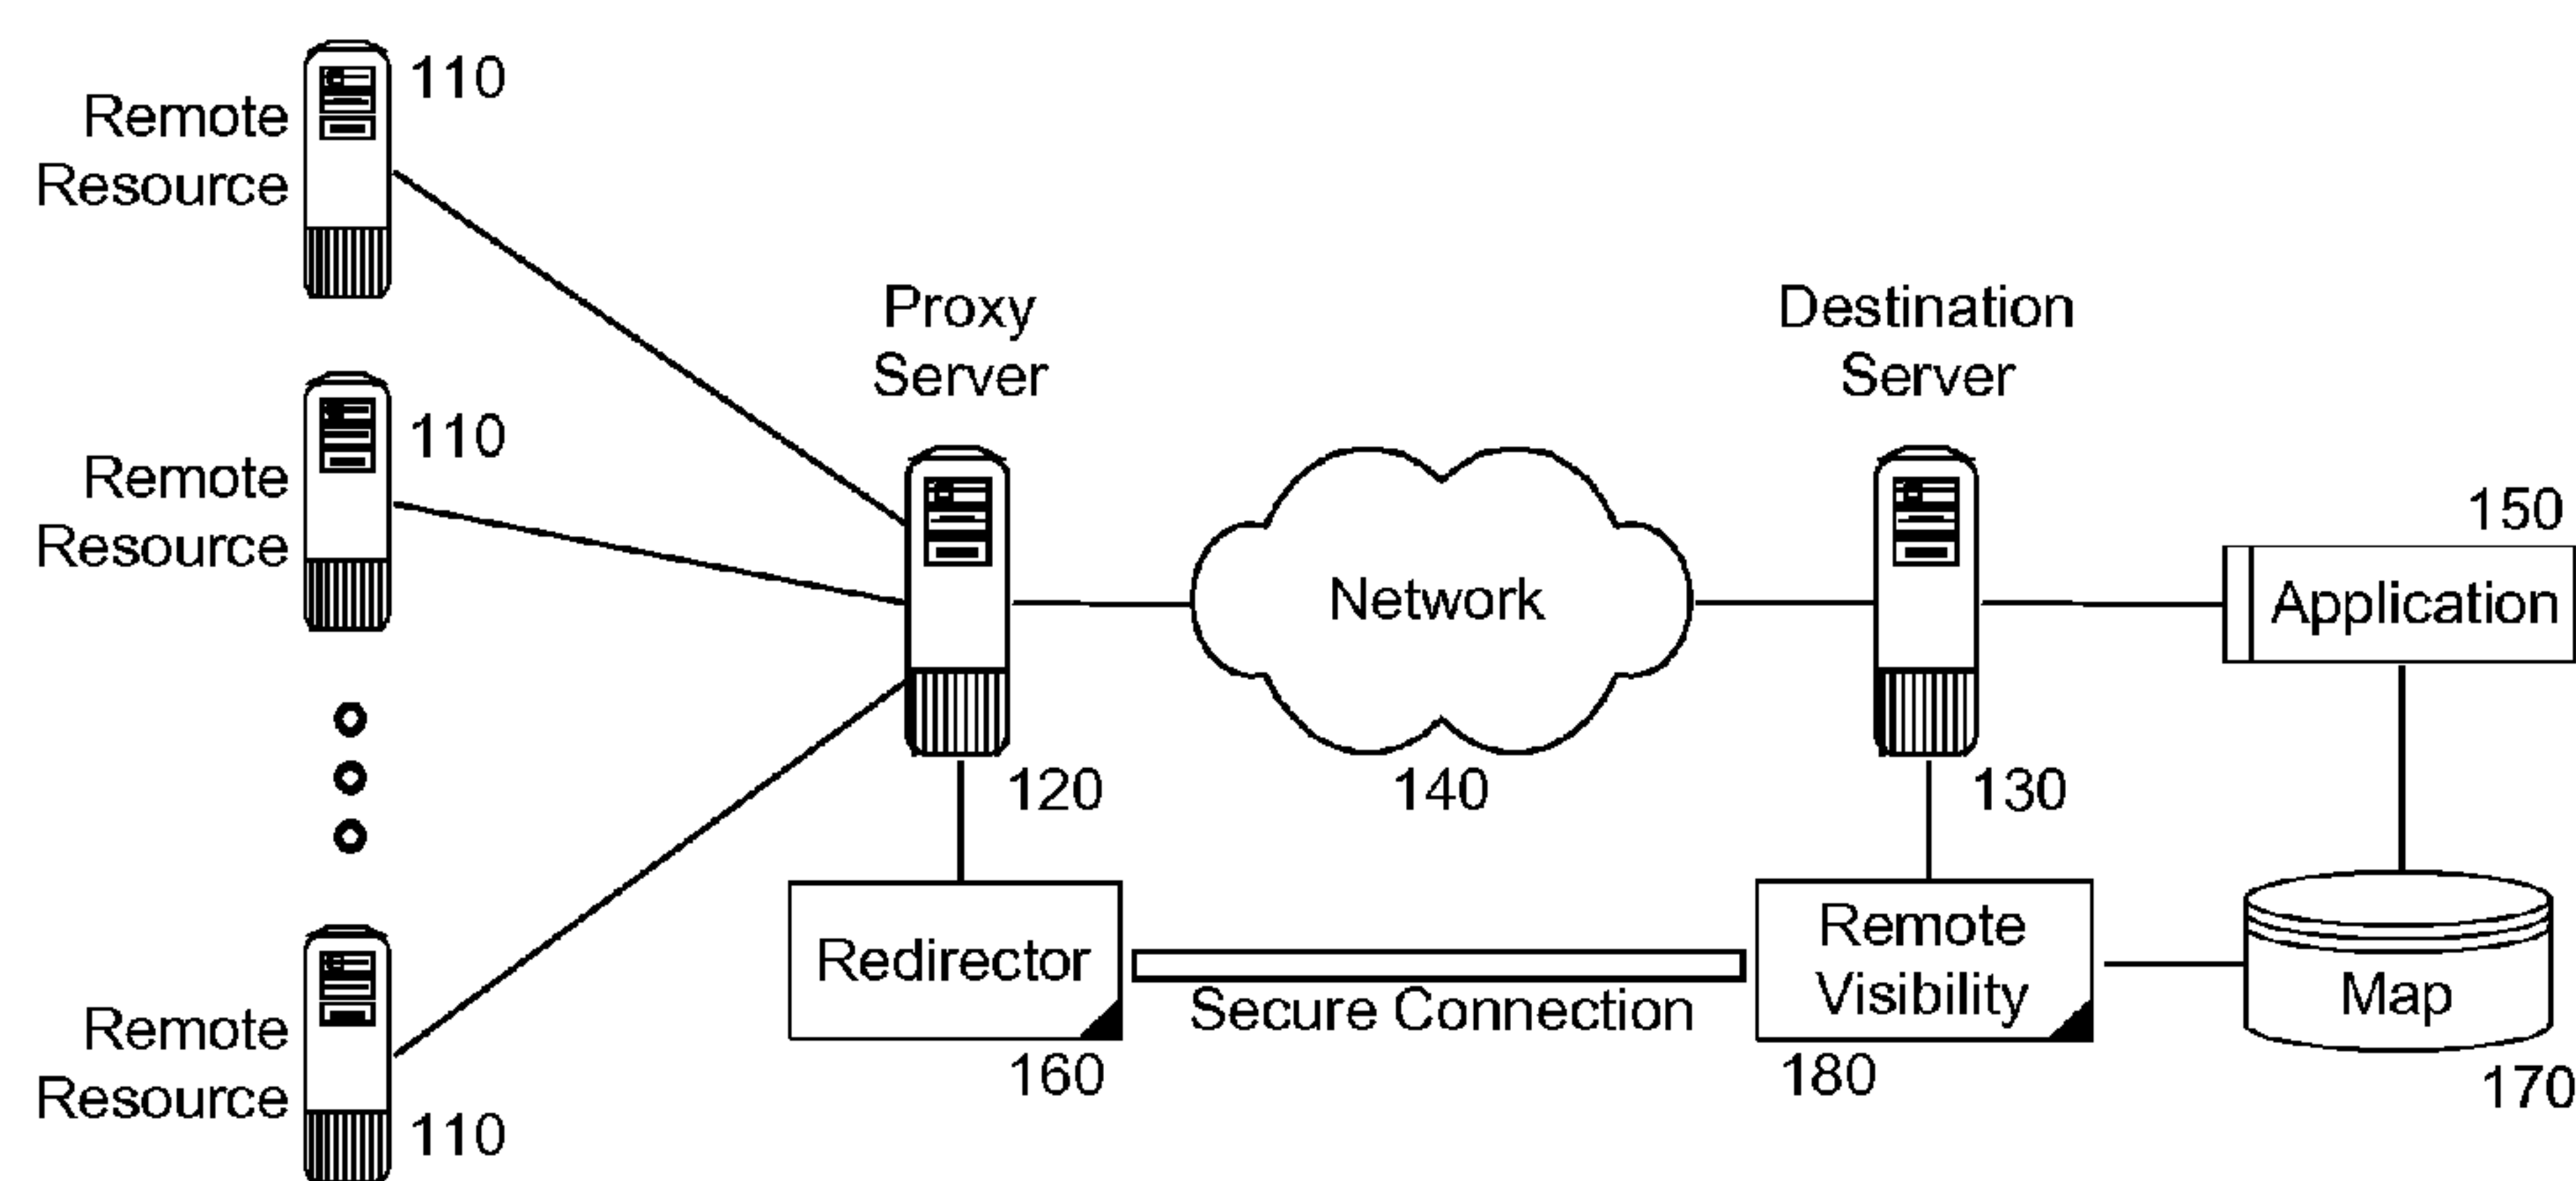 110
Remote
Resource
110
Remote
Resource
Remote
Resource
110
Proxy
Server
120
Network
140
Destination
Server
130
150
Application
Redirector
160
Secure Connection
Remote
Visibility
180
Map
170